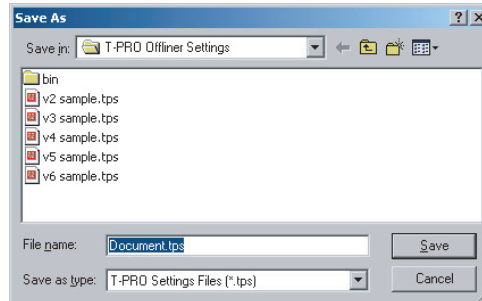 Save As
Save in: T-PRO Offliner Settings
bin
v2 sample.tps
v3 sample.tps
v4 sample.tps
v5 sample.tps
v6 sample.tps
File name: Document.tps Save
Save as type: T-PRO Settings Files (*.tps) Cancel